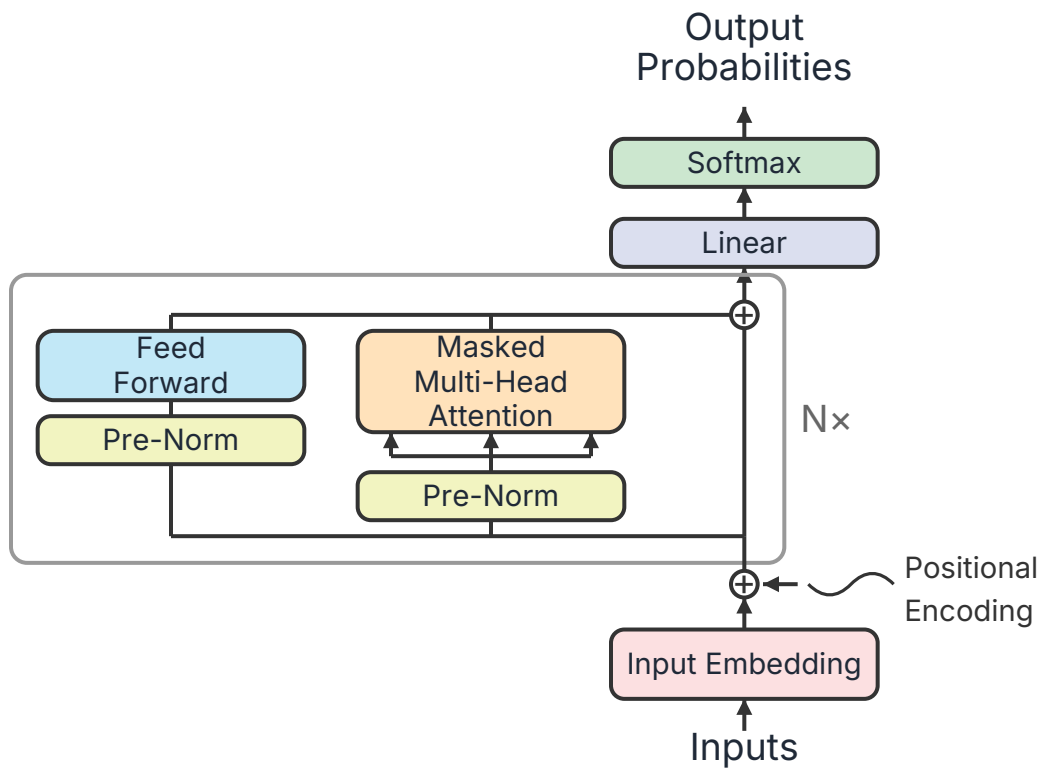 Output
Probabilities
Softmax
Linear
Feed
Forward
Pre-Norm
Masked
Multi-Head
Attention
Pre-Norm
N×
Positional
Encoding
Input Embedding
Inputs